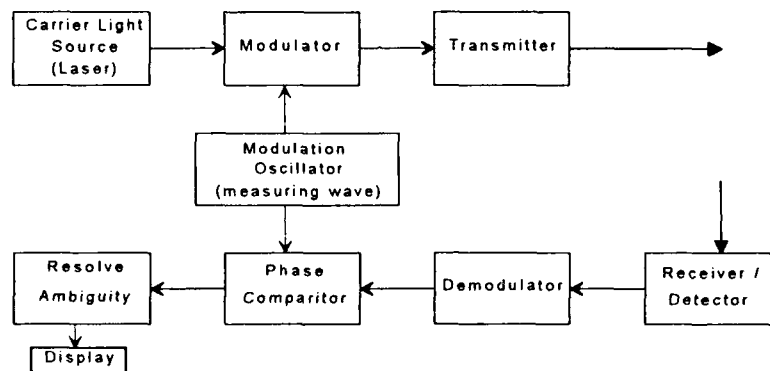 Carrier Light
Source
(Laser)
Modulator
Transmitter
Modulation
Oscillator
(measuring wave)
Resolve
Ambiguity
Phase
Comparitor
Demodulator
Receiver /
Detector
Display